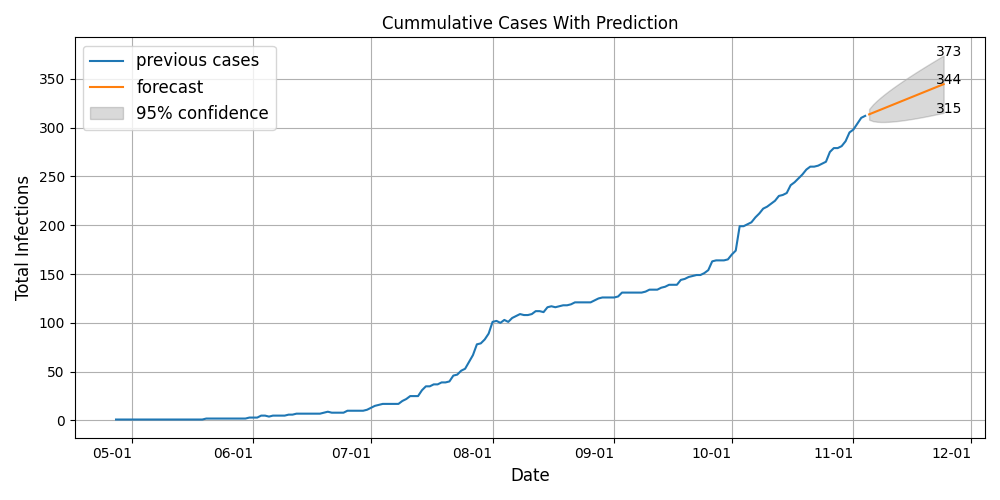 Cummulative Cases With Prediction
previous cases
forecast
95% confidence
373
344
315
Total Infections
350
300
250
200
150
100
50
0
05-01 06-01 07-01 08-01 09-01 10-01 11-01 12-01
Date